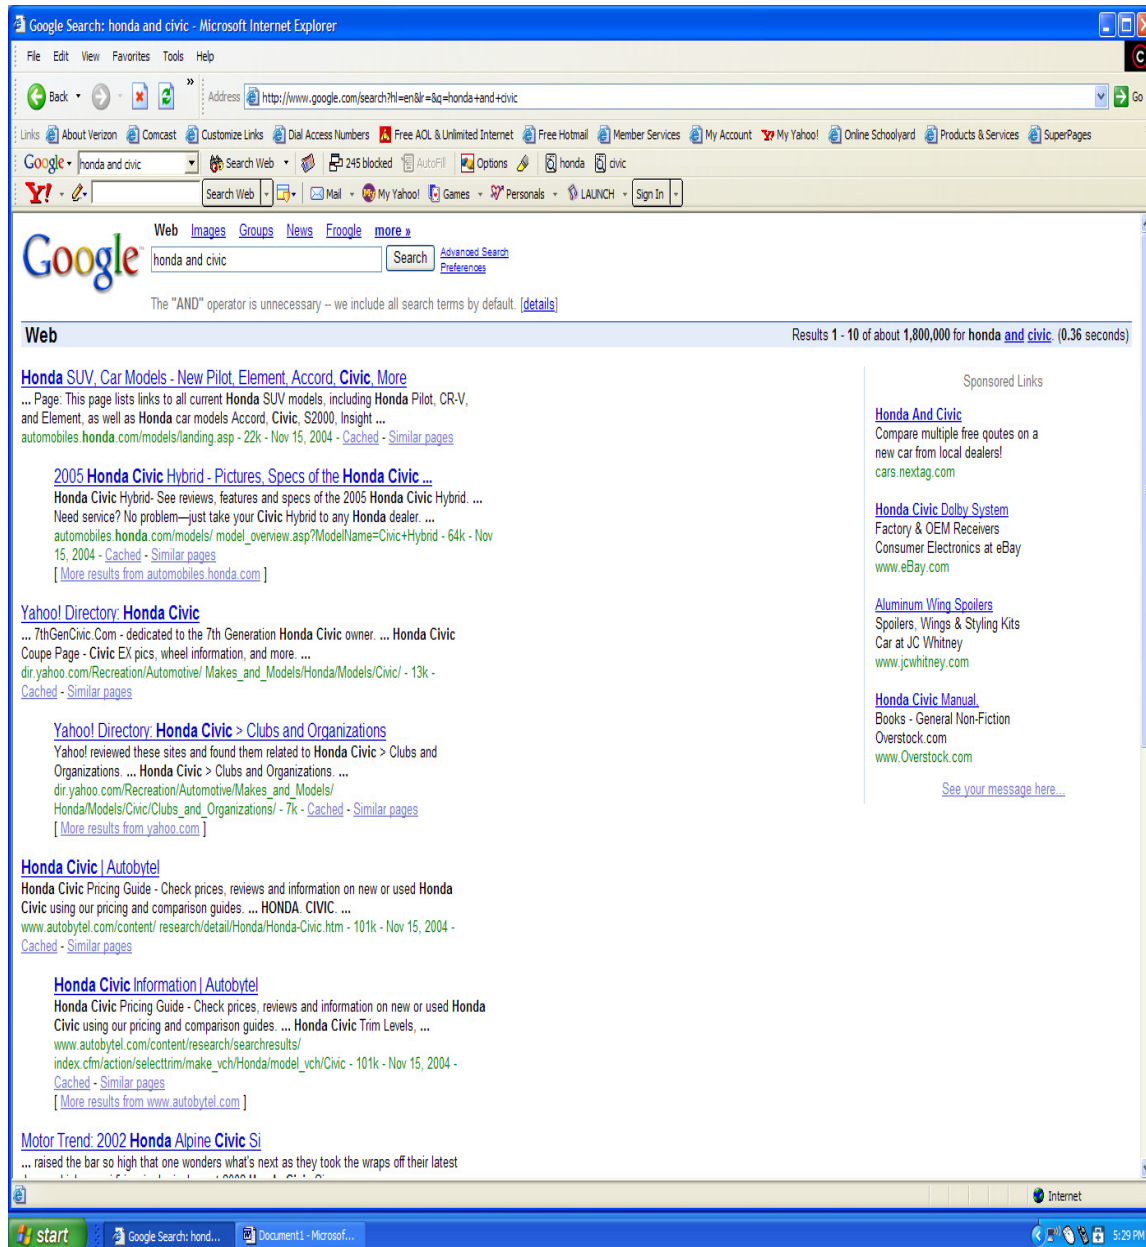 Google Search: honda and civic - Microsoft Internet Explorer
File Edit View Favorites Tools Help
Back » Address http://www.google.com/search?hl=en&lr=&q=honda+and+civic Go
Links About Verizon Comcast Customize Links Dial Access Numbers Free AOL & Unlimited Internet Free Hotmail Member Services My Account My Yahoo! Online Schoolyard Products & Services SuperPages
Google honda and civic Search Web 245 blocked AutoFill Options honda civic
Y! Search Web Mail My Yahoo! Games Personals LAUNCH Sign In
Web Images Groups News Froogle more »
Google™ honda and civic Search Advanced Search
Preferences
The "AND" operator is unnecessary -- we include all search terms by default. [details]
Web Results 1 - 10 of about 1,800,000 for honda and civic. (0.36 seconds)
Honda SUV, Car Models - New Pilot, Element, Accord, Civic, More
... Page: This page lists links to all current Honda SUV models, including Honda Pilot, CR-V,
and Element, as well as Honda car models Accord, Civic, S2000, Insight ...
automobiles.honda.com/models/landing.asp - 22k - Nov 15, 2004 - Cached - Similar pages
2005 Honda Civic Hybrid - Pictures, Specs of the Honda Civic ...
Honda Civic Hybrid- See reviews, features and specs of the 2005 Honda Civic Hybrid. ...
Need service? No problem—just take your Civic Hybrid to any Honda dealer. ...
automobiles.honda.com/models/ model_overview.asp?ModelName=Civic+Hybrid - 64k - Nov
15, 2004 - Cached - Similar pages
[ More results from automobiles.honda.com ]
Yahoo! Directory: Honda Civic
... 7thGenCivic.Com - dedicated to the 7th Generation Honda Civic owner. ... Honda Civic
Coupe Page - Civic EX pics, wheel information, and more. ...
dir.yahoo.com/Recreation/Automotive/ Makes_and_Models/Honda/Models/Civic/ - 13k -
Cached - Similar pages
Yahoo! Directory: Honda Civic > Clubs and Organizations
Yahoo! reviewed these sites and found them related to Honda Civic > Clubs and
Organizations. ... Honda Civic > Clubs and Organizations. ...
dir.yahoo.com/Recreation/Automotive/Makes_and_Models/
Honda/Models/Civic/Clubs_and_Organizations/ - 7k - Cached - Similar pages
[ More results from yahoo.com ]
Honda Civic | Autobytel
Honda Civic Pricing Guide - Check prices, reviews and information on new or used Honda
Civic using our pricing and comparison guides. ... HONDA. CIVIC. ...
www.autobytel.com/content/ research/detail/Honda/Honda-Civic.htm - 101k - Nov 15, 2004 -
Cached - Similar pages
Honda Civic Information | Autobytel
Honda Civic Pricing Guide - Check prices, reviews and information on new or used Honda
Civic using our pricing and comparison guides. ... Honda Civic Trim Levels, ...
www.autobytel.com/content/research/searchresults/
index.cfm/action/selecttrim/make_vch/Honda/model_vch/Civic - 101k - Nov 15, 2004 -
Cached - Similar pages
[ More results from www.autobytel.com ]
Motor Trend: 2002 Honda Alpine Civic Si
... raised the bar so high that one wonders what's next as they took the wraps off their latest
Sponsored Links
Honda And Civic
Compare multiple free qoutes on a
new car from local dealers!
cars.nextag.com
Honda Civic Dolby System
Factory & OEM Receivers
Consumer Electronics at eBay
www.eBay.com
Aluminum Wing Spoilers
Spoilers, Wings & Styling Kits
Car at JC Whitney
www.jcwhitney.com
Honda Civic Manual,
Books - General Non-Fiction
Overstock.com
www.Overstock.com
See your message here...
Internet
start Google Search: hond... Document1 - Microsof... 5:29 PM